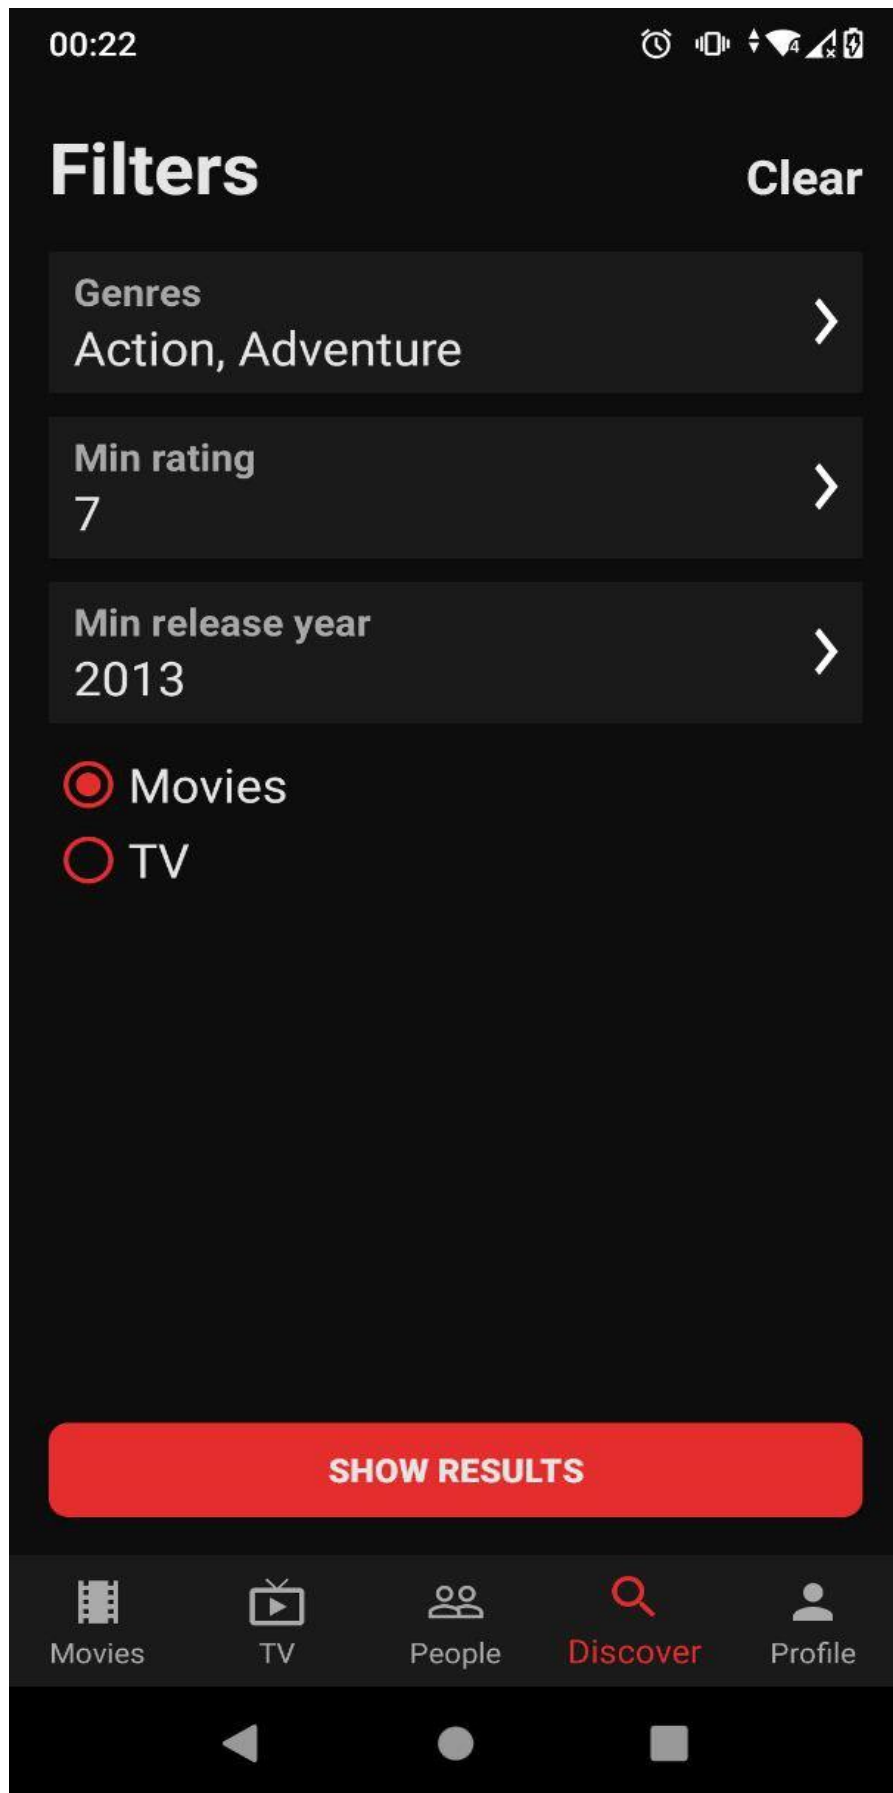 00:22
Filters
Clear
Genres
Action, Adventure
Min rating
7
Min release year
2013
Movies
TV
SHOW RESULTS
Movies
TV
People
Discover
Profile